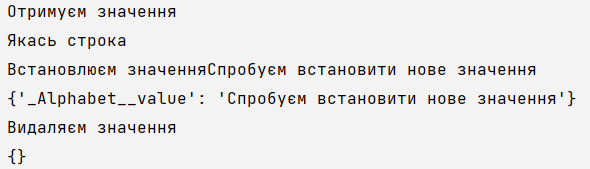 Отримуєм значення
Якась строка
Встановлюєм значенняСпробуєм встановити нове значення
{'_Alphabet__value': 'Спробуєм встановити нове значення'}
Видаляєм значення
{}